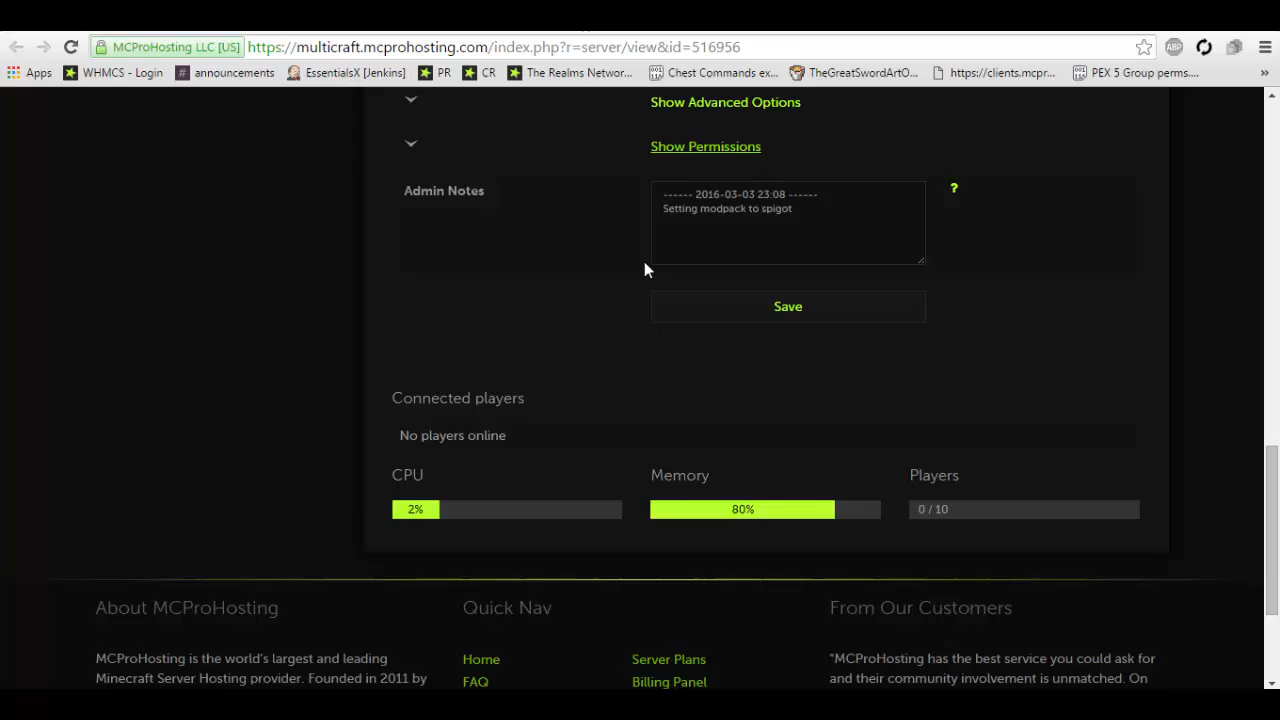 MCProHosting LLC [US] https://multicraft.mcprohosting.com/index.php?r=server/view&id=516956
ABP
Apps WHMCS - Login # announcements EssentialsX [Jenkins] PR CR The Realms Networ... Chest Commands ex... TheGreatSwordArtO... https://clients.mcpr... PEX 5 Group perms.... »
Show Advanced Options
Show Permissions
Admin Notes
------ 2016-03-03 23:08 ------
Setting modpack to spigot
?
Save
Connected players
No players online
CPU Memory Players
2% 80% 0 / 10
About MCProHosting Quick Nav From Our Customers
MCProHosting is the world's largest and leading Home Server Plans "MCProHosting has the best service you could ask for
Minecraft Server Hosting provider. Founded in 2011 by FAQ Billing Panel and their community involvement is unmatched. On